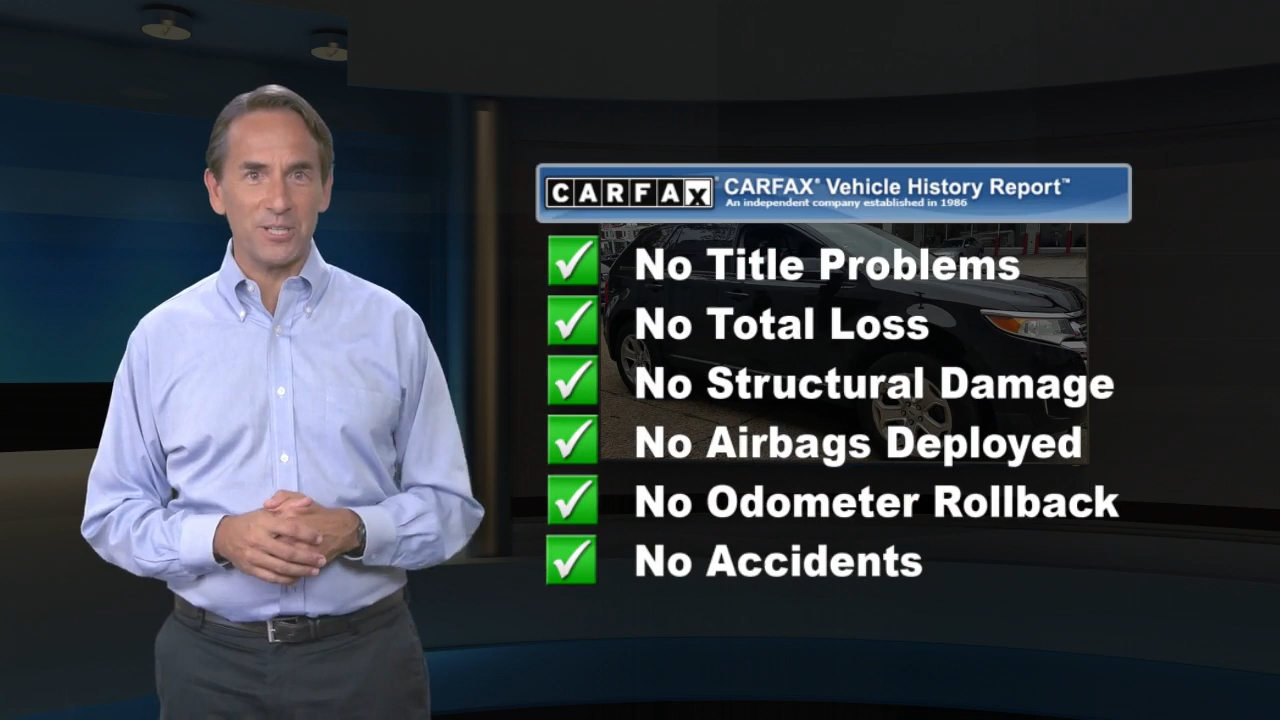 CARFAX
CARFAX® Vehicle History Report™
An independent company established in 1986
No Title Problems
No Total Loss
No Structural Damage
No Airbags Deployed
No Odometer Rollback
No Accidents